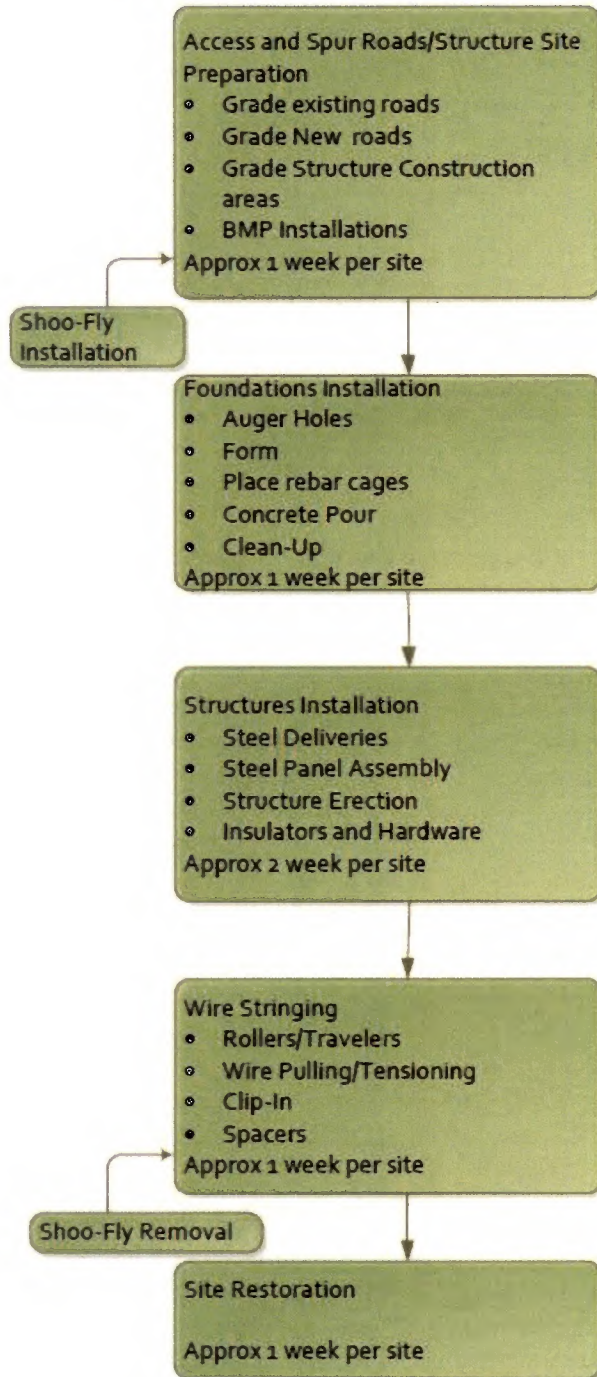 Access and Spur Roads/Structure Site
Preparation
• Grade existing roads
• Grade New roads
• Grade Structure Construction
areas
• BMP Installations
Approx 1 week per site
Shoo-Fly
Installation
Foundations Installation
• Auger Holes
• Form
• Place rebar cages
• Concrete Pour
• Clean-Up
Approx 1 week per site
Structures Installation
• Steel Deliveries
• Steel Panel Assembly
• Structure Erection
• Insulators and Hardware
Approx 2 week per site
Wire Stringing
• Rollers/Travelers
• Wire Pulling/Tensioning
• Clip-In
• Spacers
Approx 1 week per site
Shoo-Fly Removal
Site Restoration
Approx 1 week per site